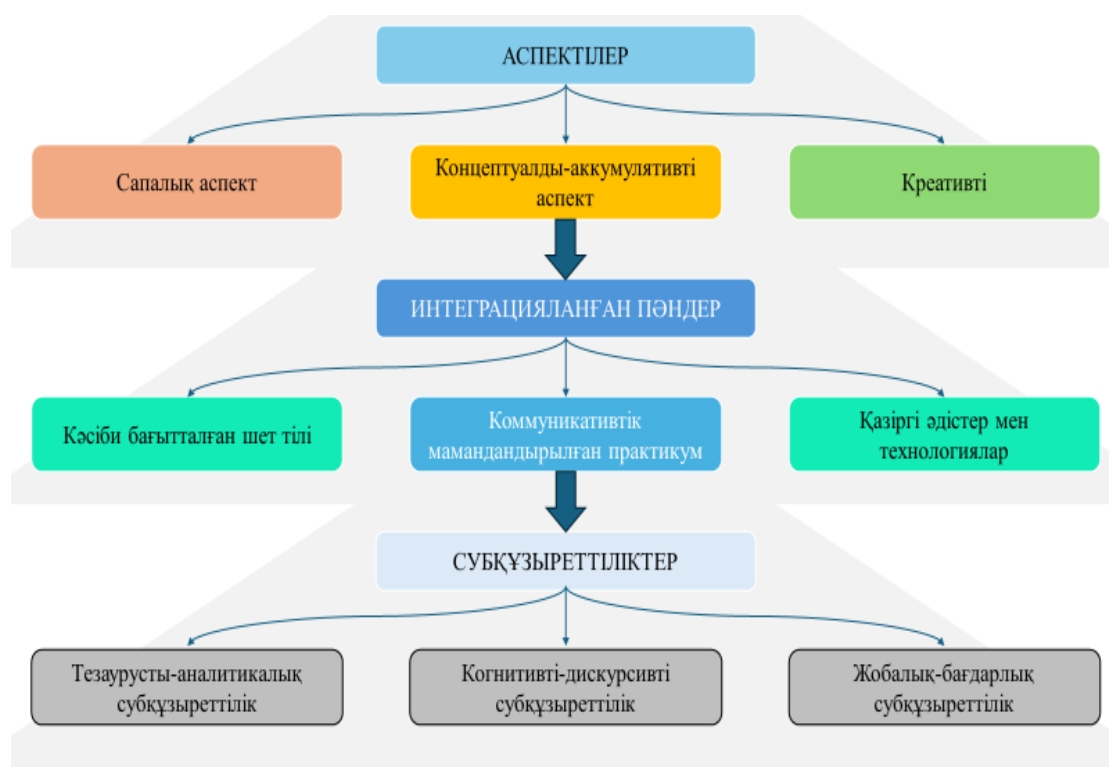 АСПЕКТІЛЕР
Сапалық аспект
Концептуалды-аккумулятивті
аспект
Креативті
ИНТЕГРАЦИЯЛАНҒАН ПӘНДЕР
Кәсіби бағытталған шет тілі
Коммуникативтік
мамандандырылған практикум
Қазіргі әдістер мен
технологиялар
СУБҚҰЗЫРЕТТІЛІКТЕР
Тезаурусты-аналитикалық
субқұзыреттілік
Когнитивті-дискурсивті
субқұзыреттілік
Жобалық-бағдарлық
субқұзыреттілік